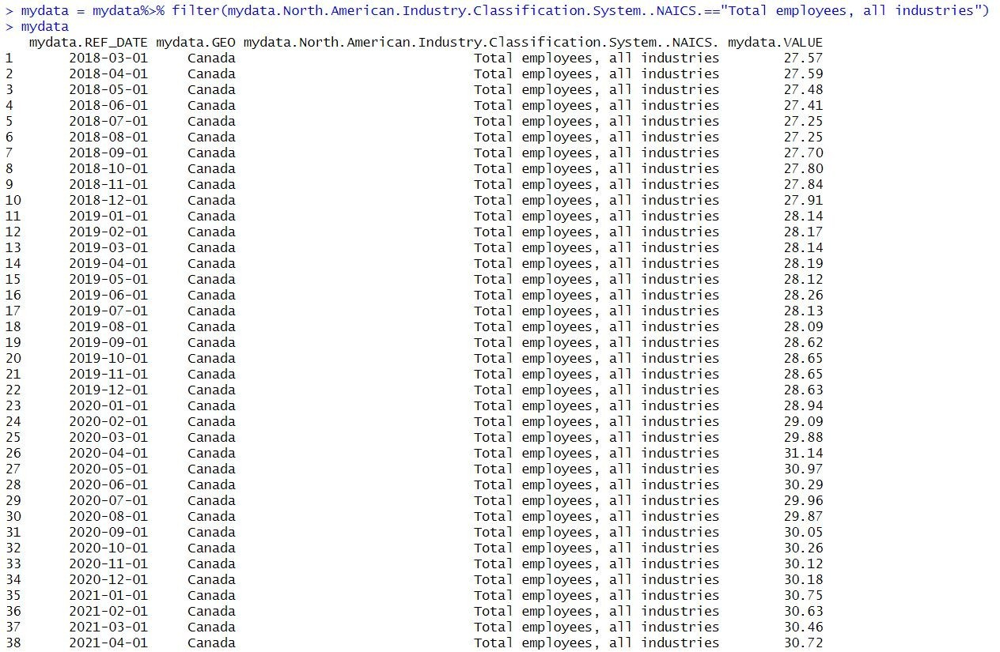 > mydata = mydata%>% filter(mydata.North.American.Industry.Classification.System..NAICS.=="Total employees, all industries")
> mydata
mydata.REF_DATE mydata.GEO mydata.North.American.Industry.Classification.System..NAICS. mydata.VALUE
1 2018-03-01 Canada Total employees, all industries 27.57
2 2018-04-01 Canada Total employees, all industries 27.59
3 2018-05-01 Canada Total employees, all industries 27.48
4 2018-06-01 Canada Total employees, all industries 27.41
5 2018-07-01 Canada Total employees, all industries 27.25
6 2018-08-01 Canada Total employees, all industries 27.25
7 2018-09-01 Canada Total employees, all industries 27.70
8 2018-10-01 Canada Total employees, all industries 27.80
9 2018-11-01 Canada Total employees, all industries 27.84
10 2018-12-01 Canada Total employees, all industries 27.91
11 2019-01-01 Canada Total employees, all industries 28.14
12 2019-02-01 Canada Total employees, all industries 28.17
13 2019-03-01 Canada Total employees, all industries 28.14
14 2019-04-01 Canada Total employees, all industries 28.19
15 2019-05-01 Canada Total employees, all industries 28.12
16 2019-06-01 Canada Total employees, all industries 28.26
17 2019-07-01 Canada Total employees, all industries 28.13
18 2019-08-01 Canada Total employees, all industries 28.09
19 2019-09-01 Canada Total employees, all industries 28.62
20 2019-10-01 Canada Total employees, all industries 28.65
21 2019-11-01 Canada Total employees, all industries 28.65
22 2019-12-01 Canada Total employees, all industries 28.63
23 2020-01-01 Canada Total employees, all industries 28.94
24 2020-02-01 Canada Total employees, all industries 29.09
25 2020-03-01 Canada Total employees, all industries 29.88
26 2020-04-01 Canada Total employees, all industries 31.14
27 2020-05-01 Canada Total employees, all industries 30.97
28 2020-06-01 Canada Total employees, all industries 30.29
29 2020-07-01 Canada Total employees, all industries 29.96
30 2020-08-01 Canada Total employees, all industries 29.87
31 2020-09-01 Canada Total employees, all industries 30.05
32 2020-10-01 Canada Total employees, all industries 30.26
33 2020-11-01 Canada Total employees, all industries 30.12
34 2020-12-01 Canada Total employees, all industries 30.18
35 2021-01-01 Canada Total employees, all industries 30.75
36 2021-02-01 Canada Total employees, all industries 30.63
37 2021-03-01 Canada Total employees, all industries 30.46
38 2021-04-01 Canada Total employees, all industries 30.72